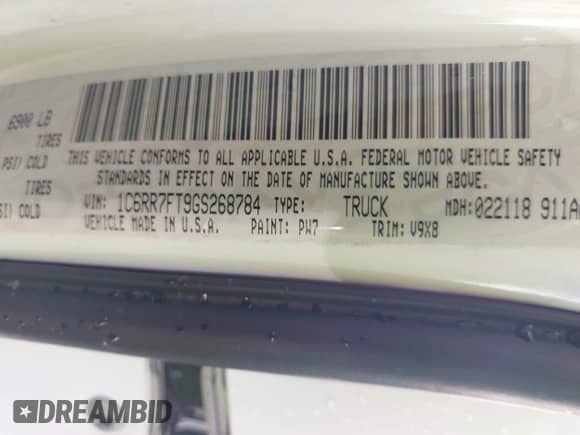 6900 LB
TIRES
PSI/ COLD
TIRES
PSI) COLD
THIS VEHICLE CONFORMS TO ALL APPLICABLE U.S.A. FEDERAL MOTOR VEHICLE SAFETY
STANDARDS IN EFFECT ON THE DATE OF MANUFACTURE SHOWN ABOVE.
VIN: 1C6RR7FT9GS268784 TYPE: TRUCK MDH:022118 911A
VEHICLE MADE IN U.S.A. PAINT: PW7 TRIM: V9X8
DREAMBID